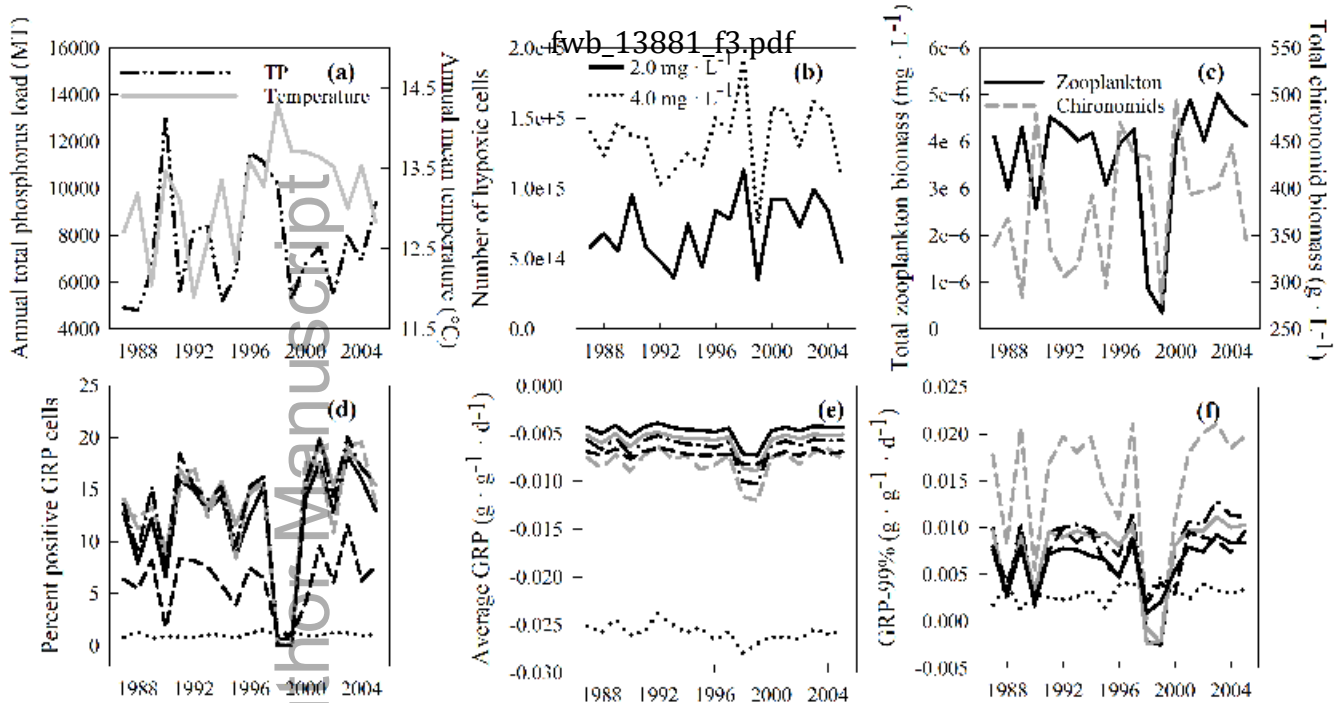 fwb_13881_f3.pdf
Annual total phosphorus load (MT)
16000
14000
12000
10000
8000
6000
4000
TP
Temperature
(a)
14.5
13.5
12.5
11.5
Annual mean temperature (°C)
1988 1992 1996 2000 2004
Number of hypoxic cells
2.0e+5
1.5e+5
1.0e15
5.0e14
0.0
2.0 mg · L⁻¹
4.0 mg · L⁻¹
(b)
1988 1992 1996 2000 2004
Total zooplankton biomass (mg · L⁻¹)
6e-6
5e-6
4e-6
3e-6
2e-6
1e-6
0
Zooplankton
Chironomids
(c)
550
500
450
400
350
300
250
Total chironomid biomass (g · L⁻¹)
1988 1992 1996 2000 2004
Percent positive GRP cells
25
20
15
10
5
0
(d)
1988 1992 1996 2000 2004
Average GRP (g · g⁻¹ · d⁻¹)
0.000
-0.005
-0.010
-0.015
-0.020
-0.025
-0.030
(e)
1988 1992 1996 2000 2004
GRP-99% (g · g⁻¹ · d⁻¹)
0.025
0.020
0.015
0.010
0.005
0.000
-0.005
(f)
1988 1992 1996 2000 2004
thor Manuscript